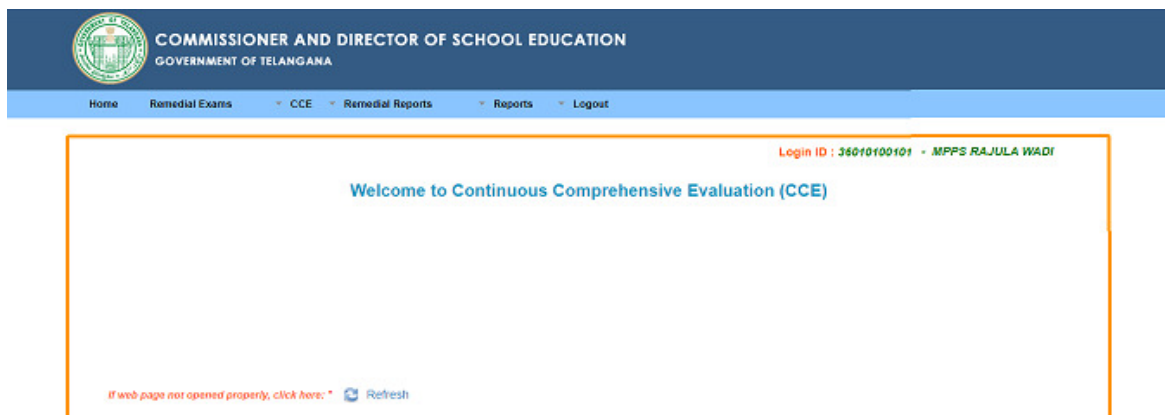 COMMISSIONER AND DIRECTOR OF SCHOOL EDUCATION
GOVERNMENT OF TELANGANA
Home Remedial Exams CCE Remedial Reports Reports Logout
Login ID : 36010100101 - MPPS RAJULA WADI
Welcome to Continuous Comprehensive Evaluation (CCE)
If web page not opened properly, click here: * Refresh